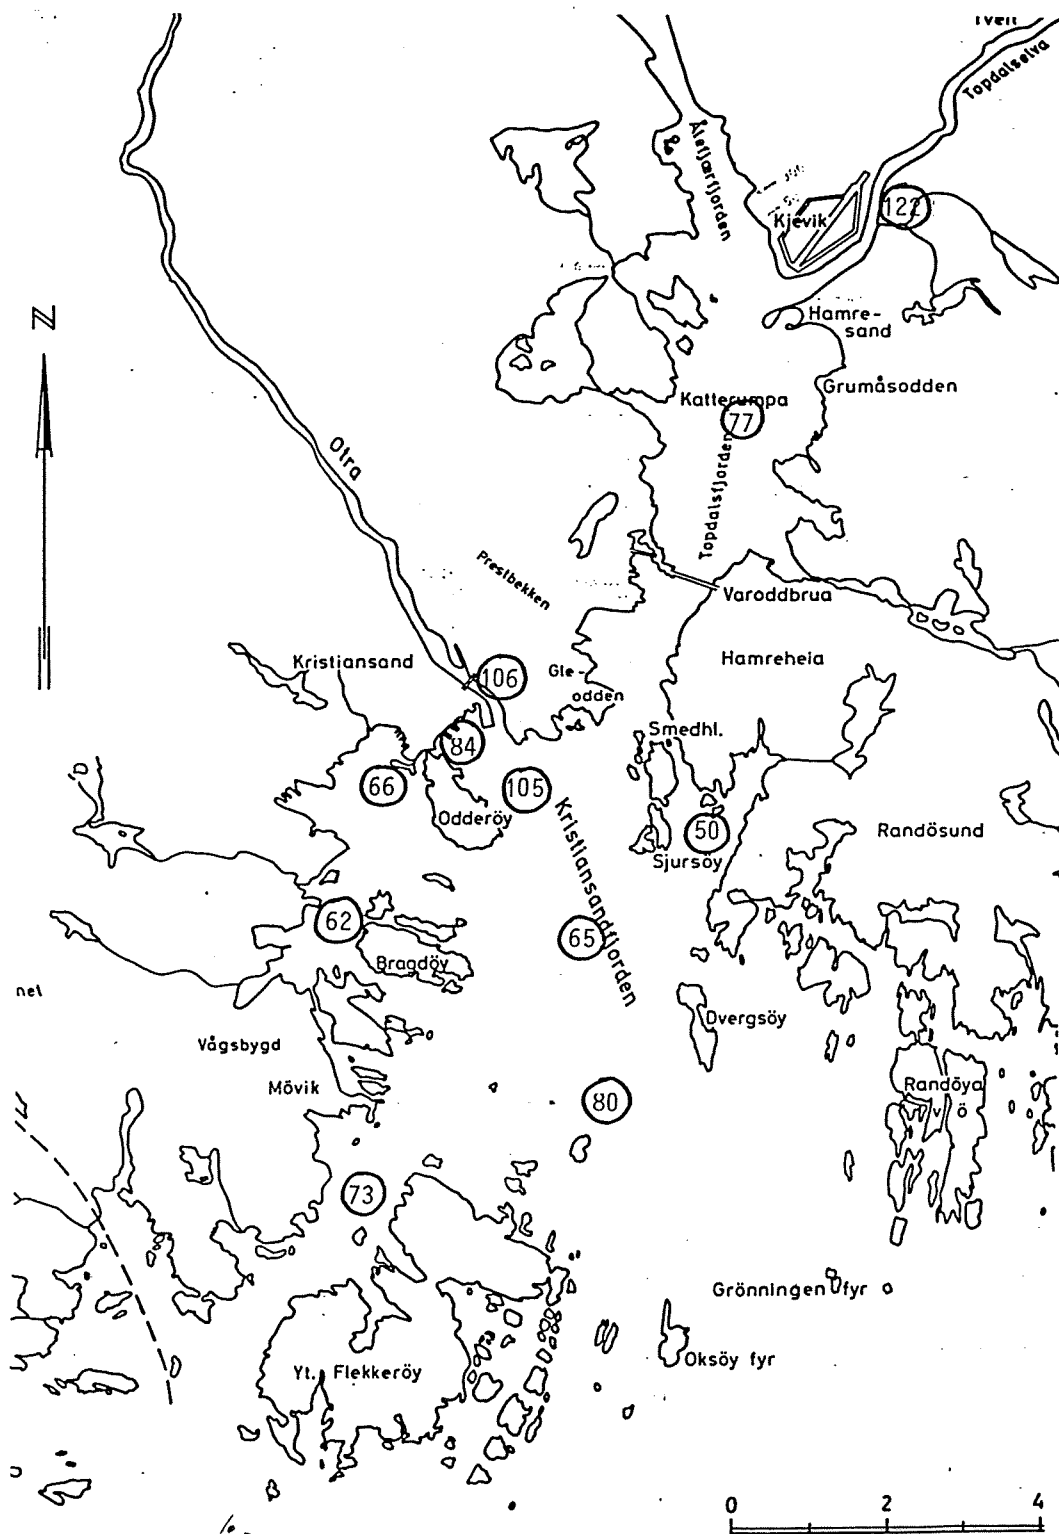 Topdalselva
Ålefjærfjorden
Kjevik
122
N
Hamre-
sand
Katterumpa
Grumåsodden
77
Otra
Topdalsfjorden
Prestbekken
Varoddbrua
Kristiansand
Hamreheia
106
Gle-
odden
84
Smedhl.
66
105
Odderöy
50
Randösund
Sjursöy
Kristiansandfjorden
62
65
Bragdöy
nel
Dvergsöy
Vågsbygd
Mövik
80
Randöya
v ö
73
Grönningen fyr
Oksöy fyr
Yt. Flekkeröy
0 2 4